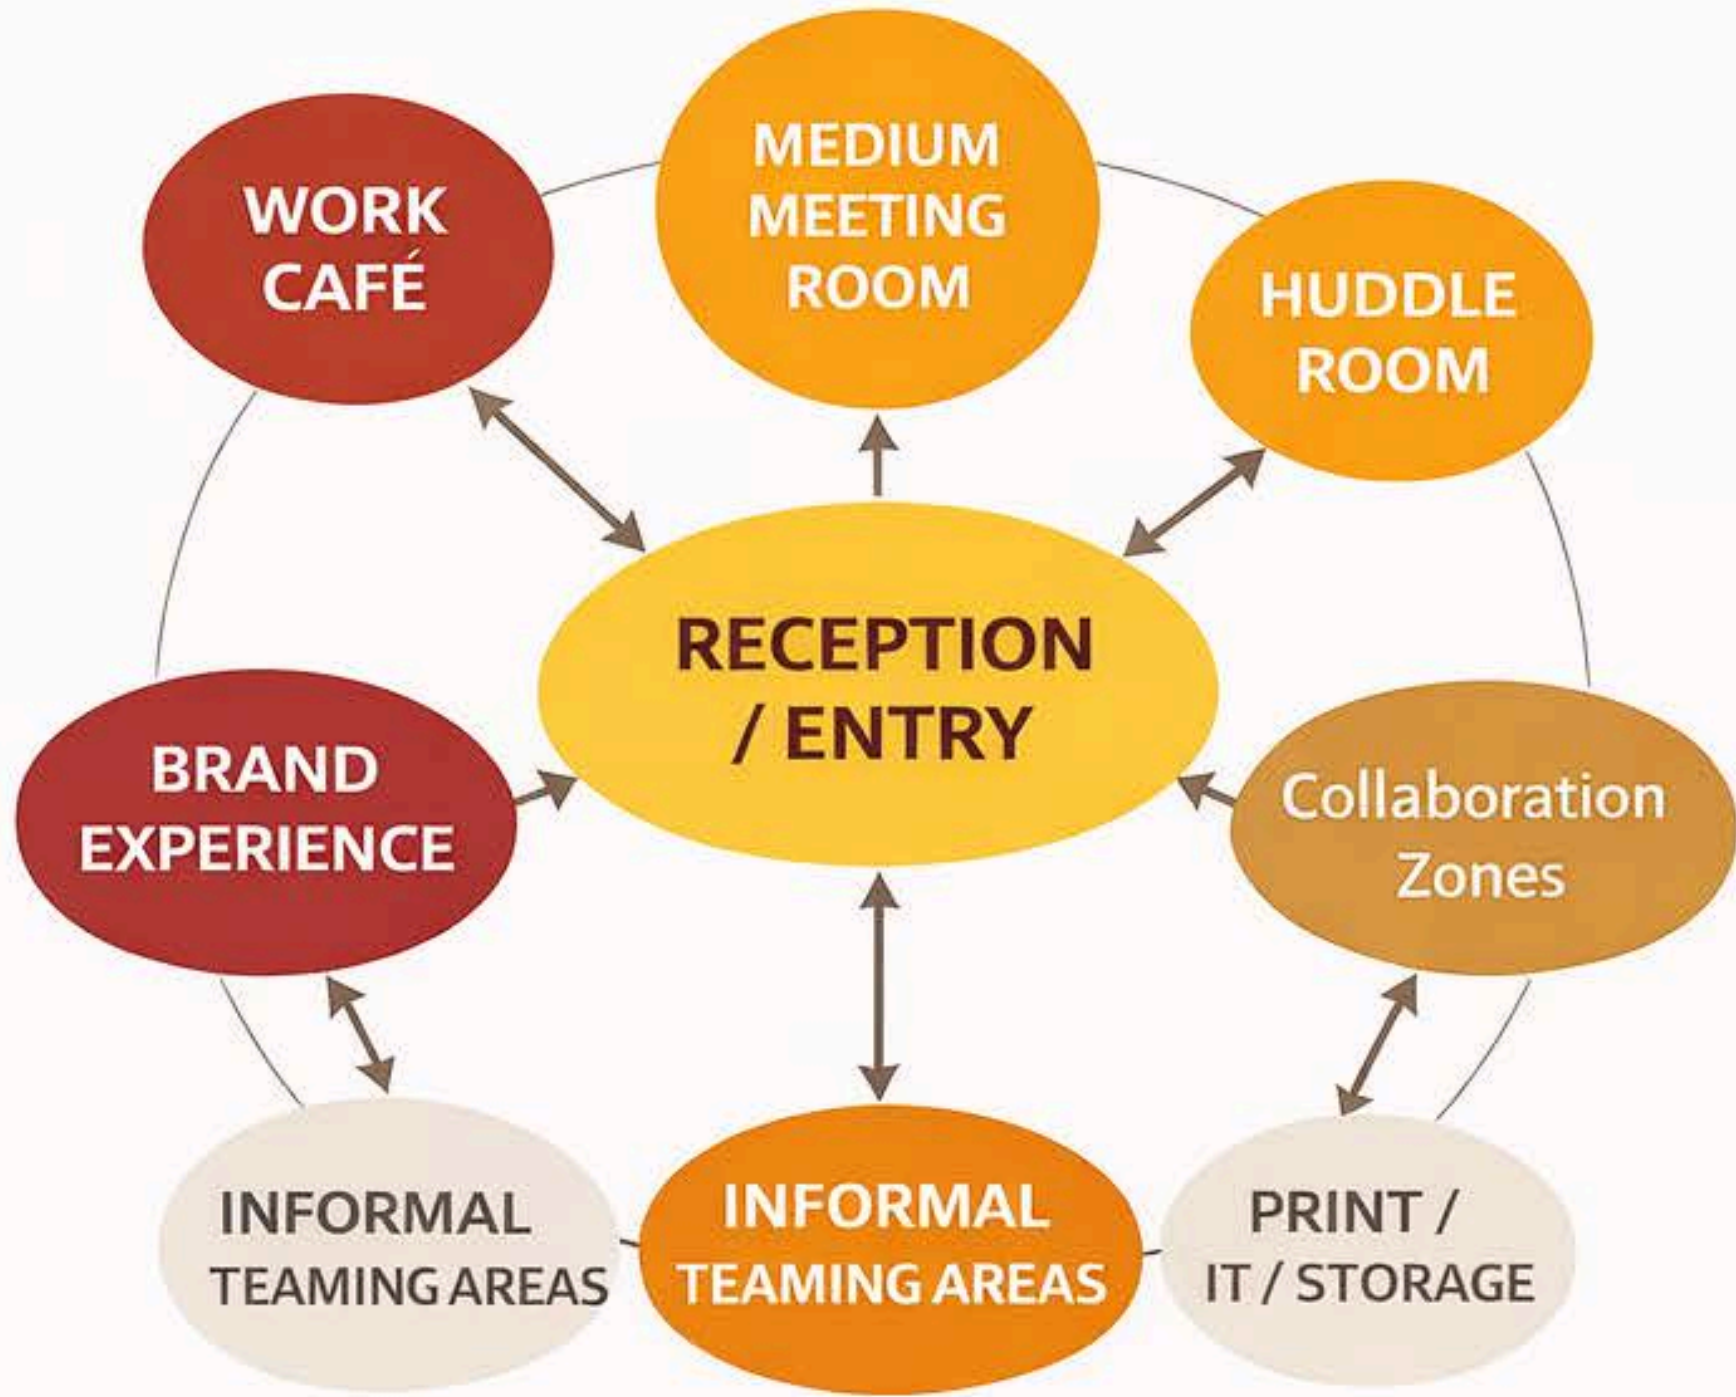 MEDIUM
MEETING
ROOM
WORK
CAFÉ
HUDDLE
ROOM
RECEPTION
/ ENTRY
BRAND
EXPERIENCE
Collaboration
Zones
INFORMAL
TEAMING AREAS
INFORMAL
TEAMING AREAS
PRINT /
IT / STORAGE